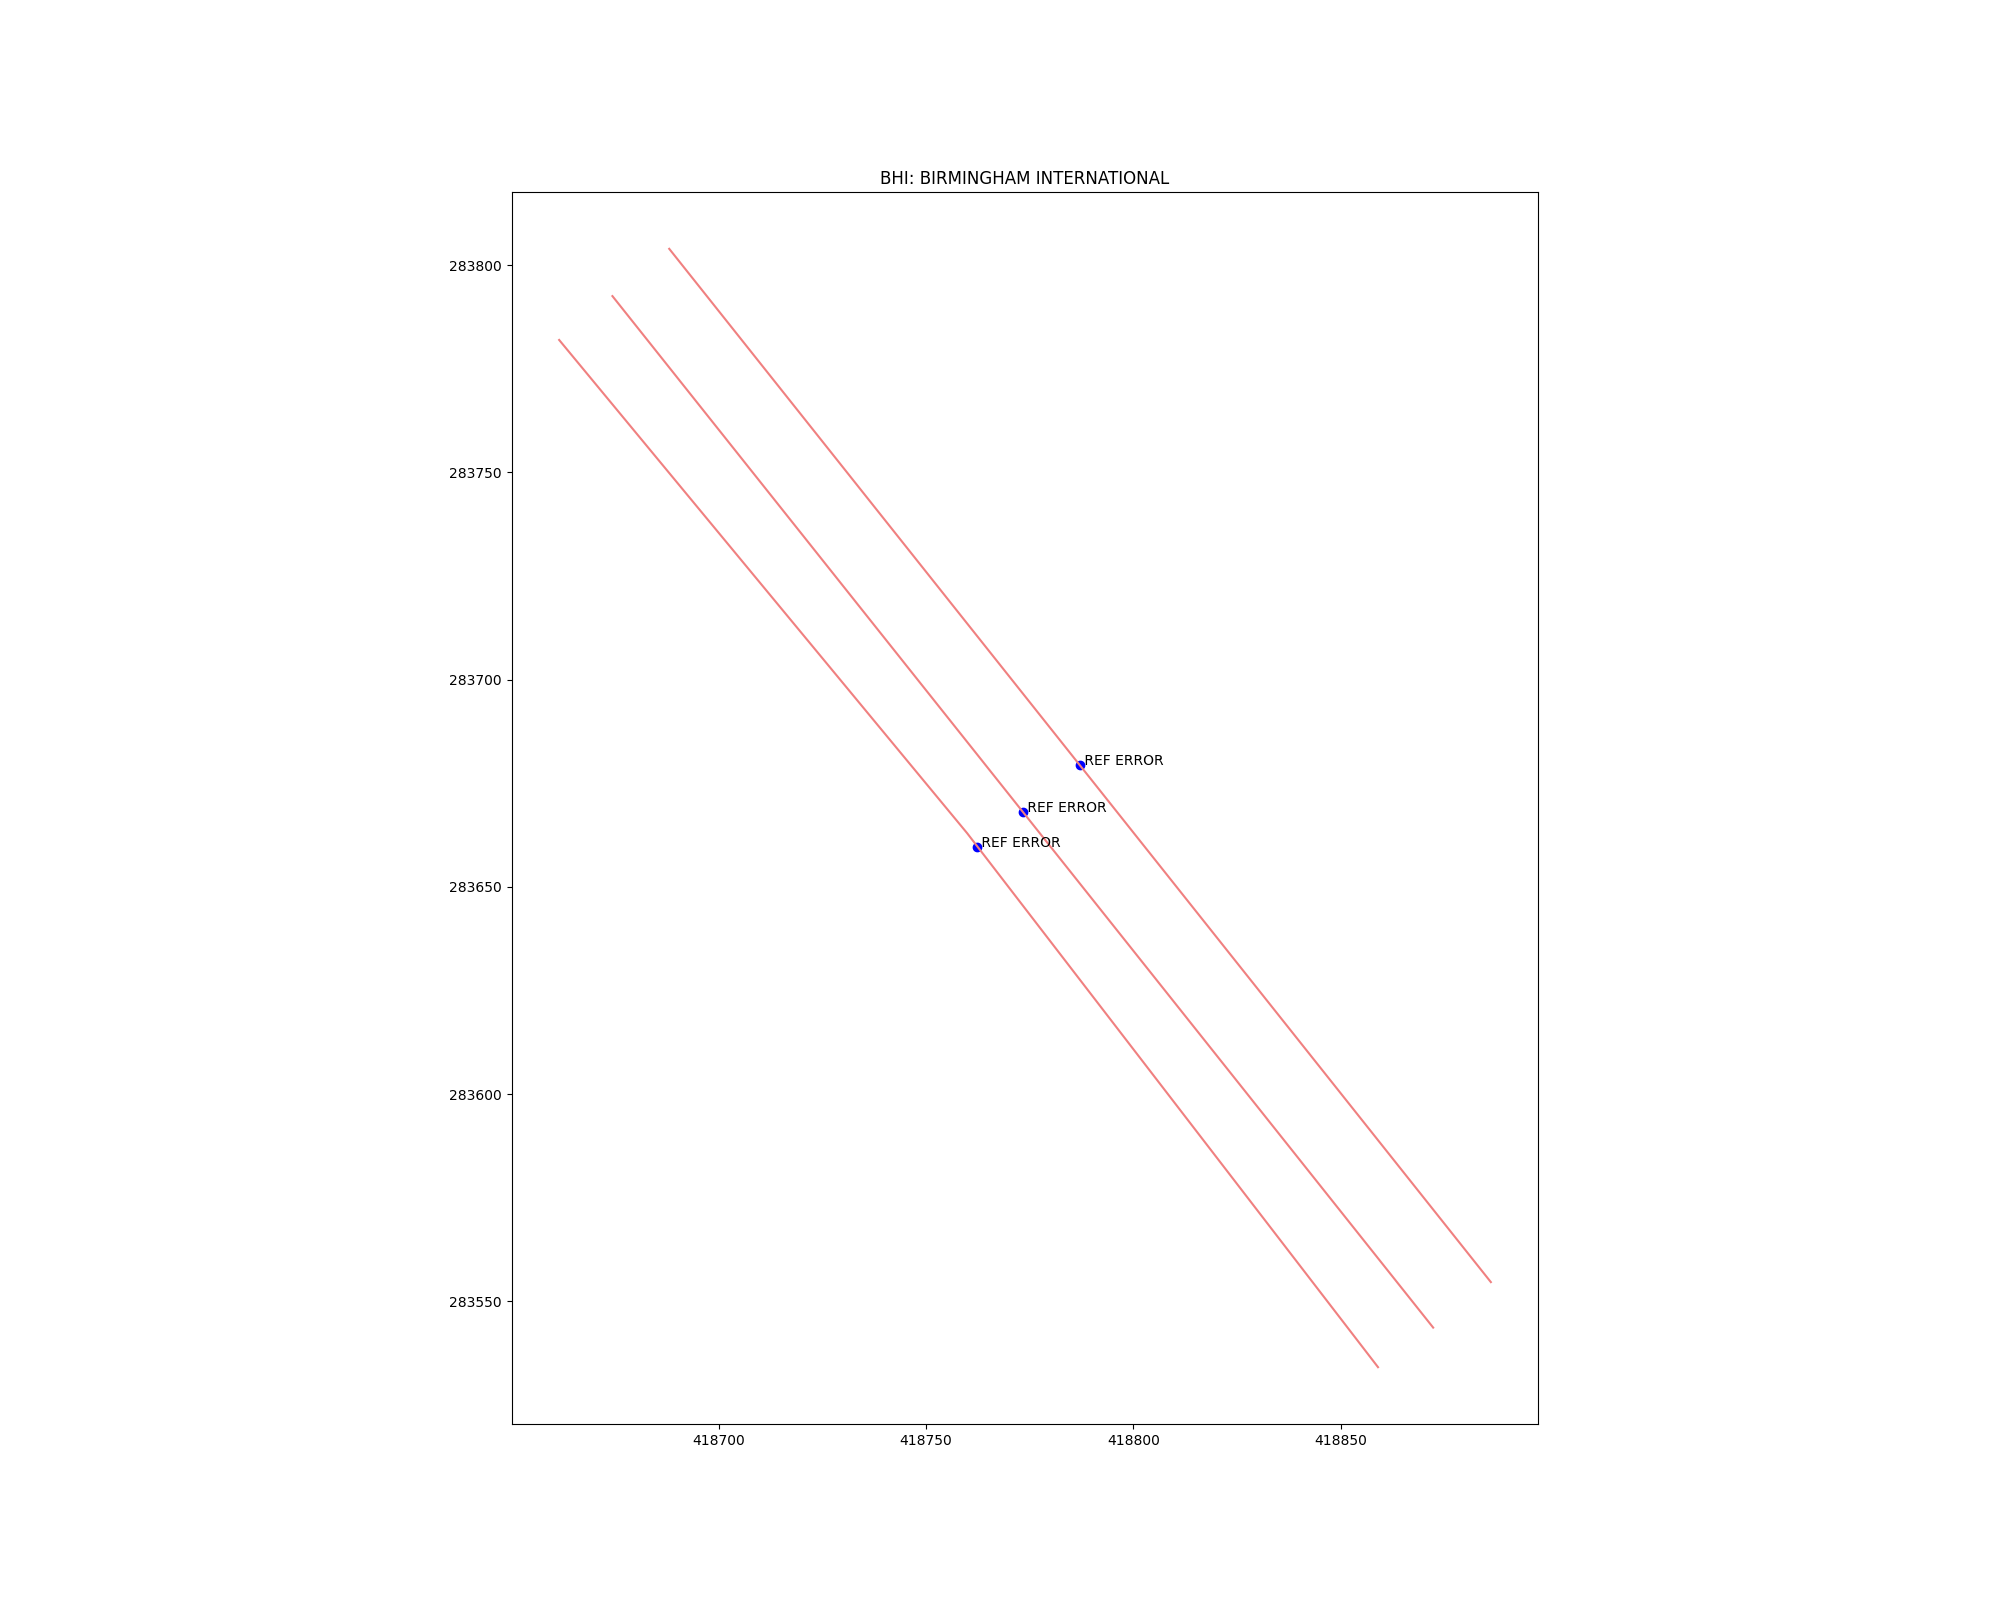 BHI: BIRMINGHAM INTERNATIONAL
283800
283750
283700
REF ERROR
REF ERROR
REF ERROR
283650
283600
283550
418700 418750 418800 418850